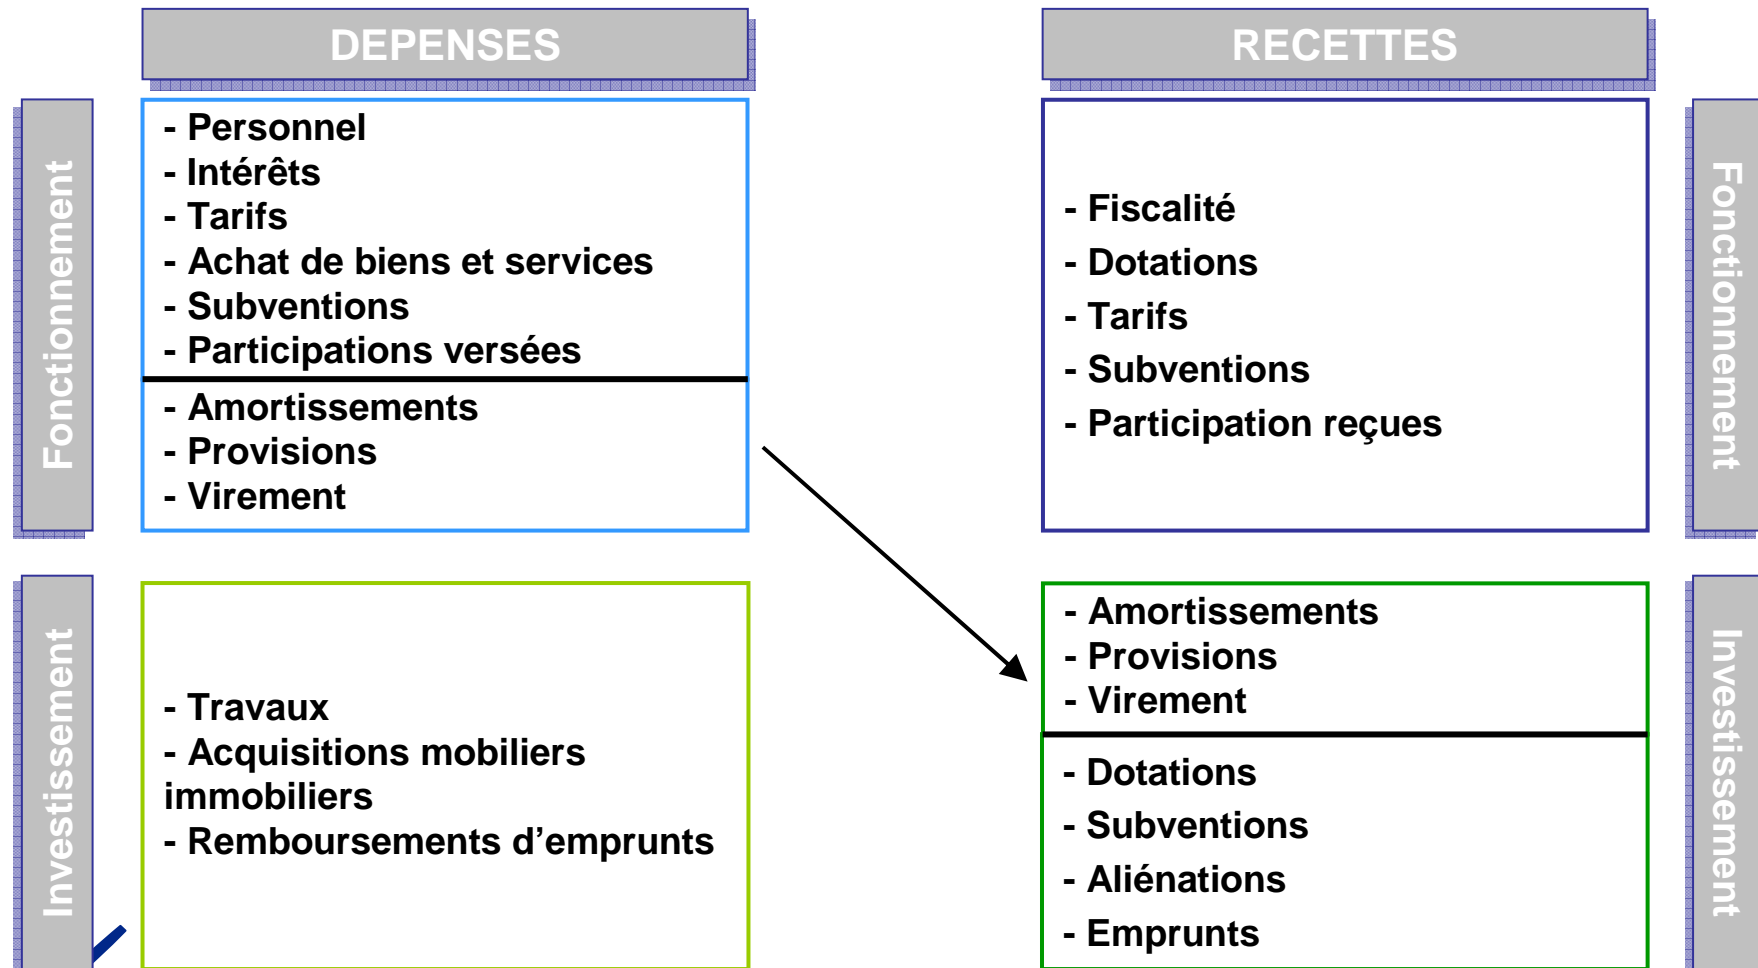 DEPENSES
RECETTES
Fonctionnement
- Personnel
- Intérêts
- Tarifs
- Achat de biens et services
- Subventions
- Participations versées
- Amortissements
- Provisions
- Virement
- Fiscalité
- Dotations
- Tarifs
- Subventions
- Participation reçues
Fonctionnement
Investissement
- Travaux
- Acquisitions mobiliers
immobiliers
- Remboursements d’emprunts
- Amortissements
- Provisions
- Virement
- Dotations
- Subventions
- Aliénations
- Emprunts
Investissement